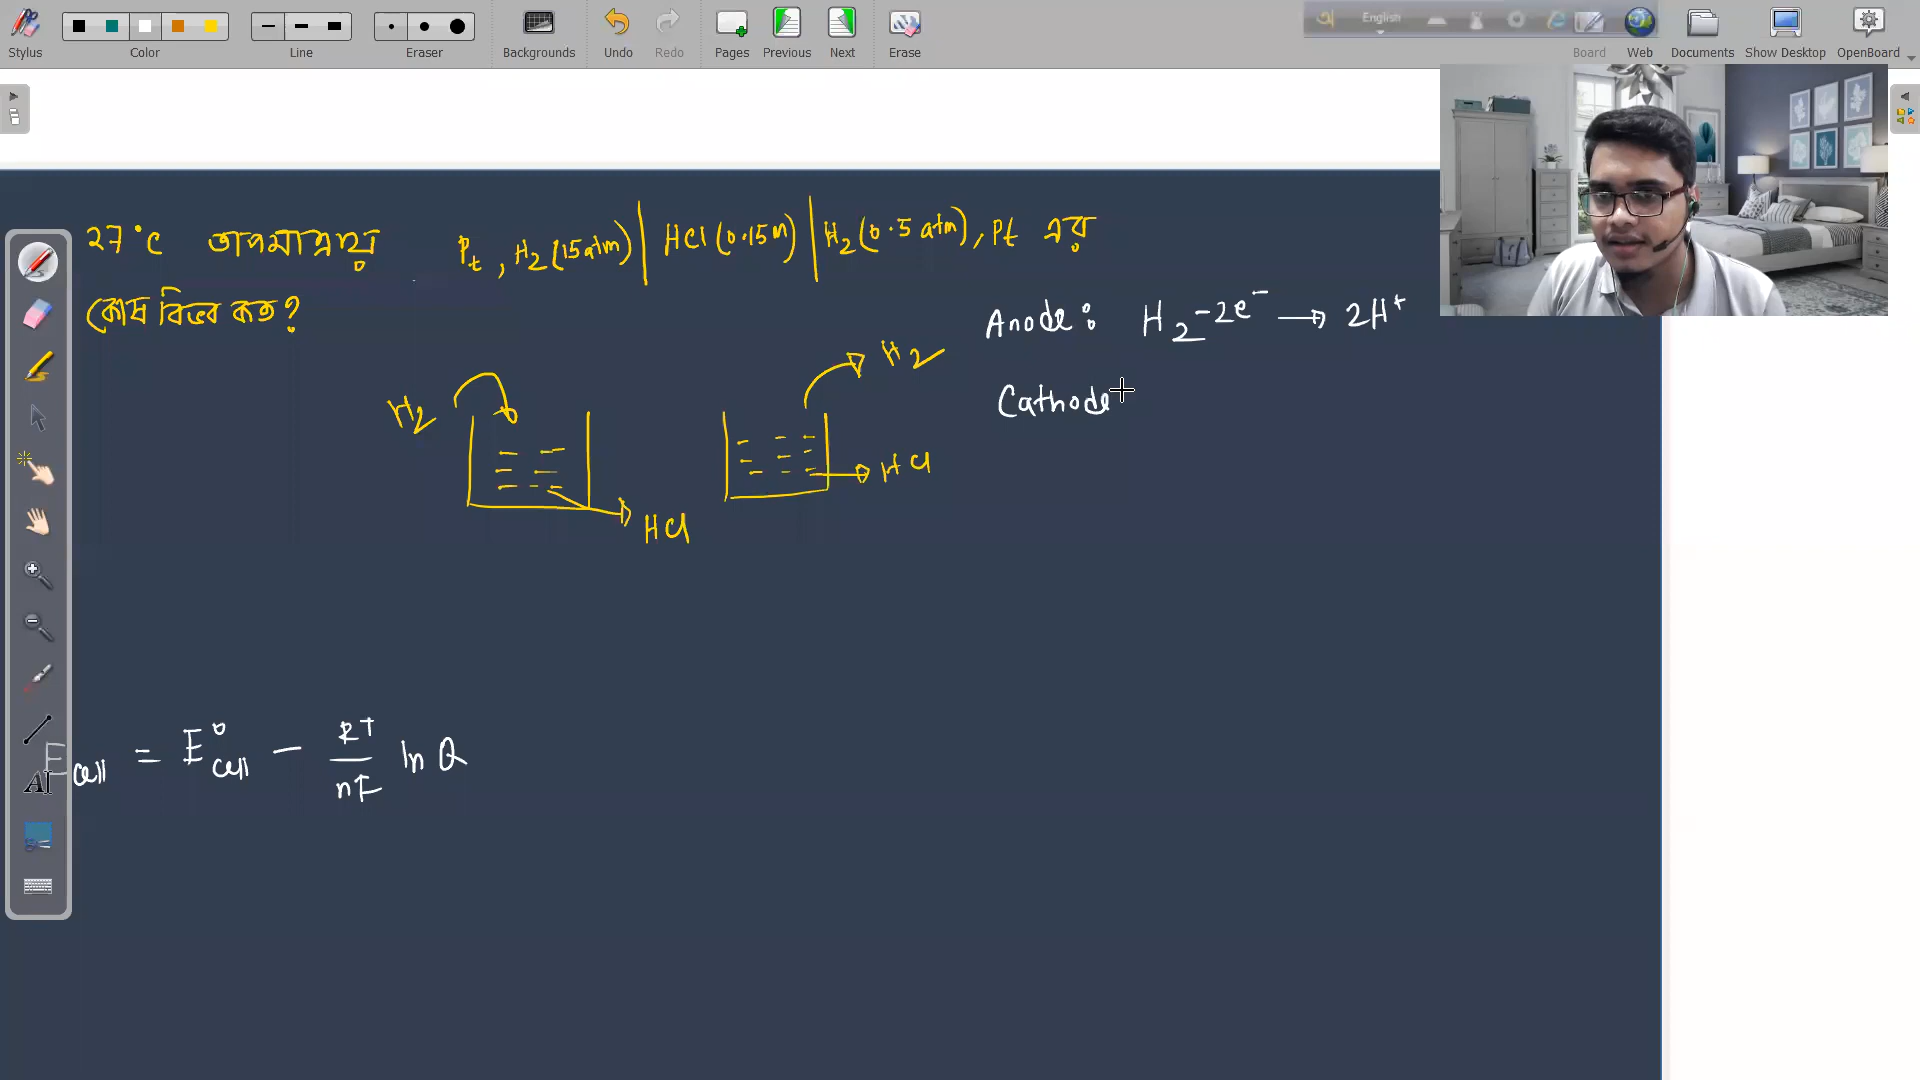 Stylus
Color
Line
Eraser
Backgrounds
Undo
Redo
Pages
Previous
Next
Erase
English
Board
Web
Documents
Show Desktop
OpenBoard
27°C তাপমাত্রায় Pt, H2(15atm) | HCl(0.15M) | H2(0.5 atm), Pt এর
কোষ বিভব কত?
Anode: H2 - 2e⁻ → 2H⁺
Cathode
H2
H2
HCl
HCl
E cell = E°cell - RT/nF ln Q